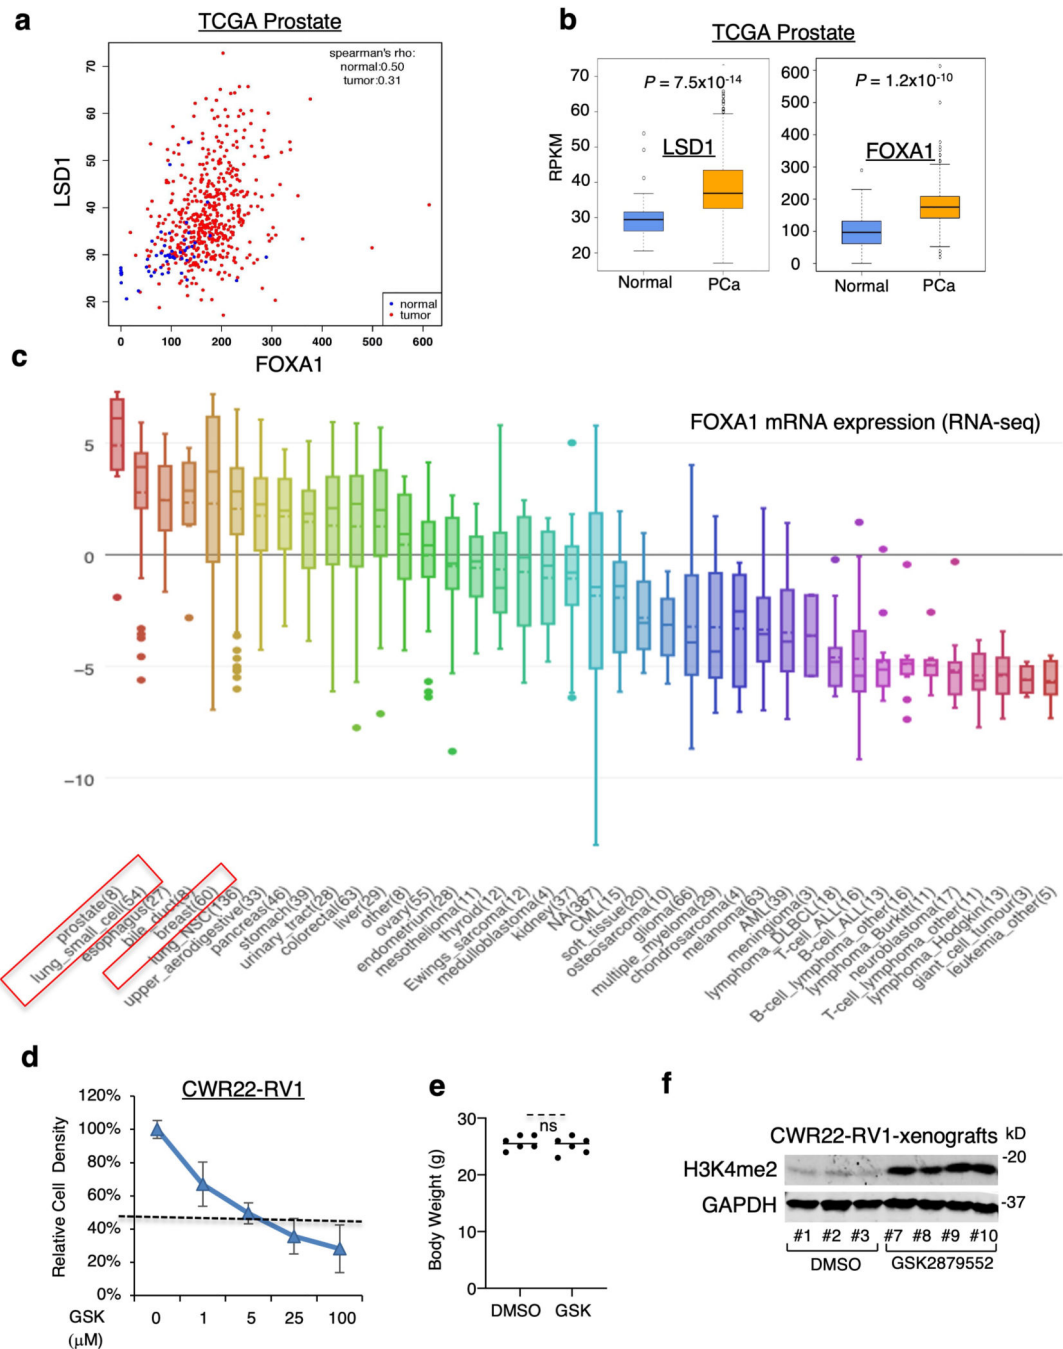 a
TCGA Prostate
spearman's rho:
normal:0.50
tumor:0.31
70
60
50
40
30
20
LSD1
normal
tumor
0 100 200 300 400 500 600
FOXA1
b
TCGA Prostate
P = 7.5x10-14
LSD1
RPKM
70
60
50
40
30
20
Normal PCa
P = 1.2x10-10
FOXA1
600
500
400
300
200
100
0
Normal PCa
c
FOXA1 mRNA expression (RNA-seq)
5
0
−5
−10
prostate(8)
lung_small_cell(54)
esophagus(27)
bile_duct(8)
breast(60)
lung_NSC(136)
upper_aerodigestive(33)
pancreas(46)
stomach(39)
urinary_tract(28)
colorectal(63)
liver(29)
other(8)
ovary(55)
endometrium(28)
mesothelioma(11)
thyroid(12)
Ewings_sarcoma(12)
medulloblastoma(4)
kidney(37)
NA(387)
CML(15)
soft_tissue(20)
osteosarcoma(10)
glioma(66)
multiple_myeloma(29)
chondrosarcoma(4)
melanoma(63)
AML(39)
meningioma(3)
lymphoma_DLBCL(18)
T-cell_ALL(16)
B-cell_ALL(13)
B-cell_lymphoma_other(16)
lymphoma_Burkitt(11)
neuroblastoma(17)
T-cell_lymphoma_other(11)
lymphoma_Hodgkin(13)
giant_cell_tumour(3)
leukemia_other(5)
d
CWR22-RV1
Relative Cell Density
120%
100%
80%
60%
40%
20%
0%
GSK 0 1 5 25 100
(μM)
e
ns
Body Weight (g)
30
20
10
0
DMSO GSK
f
CWR22-RV1-xenografts kD
H3K4me2 -20
GAPDH -37
#1 #2 #3 #7 #8 #9 #10
DMSO GSK2879552